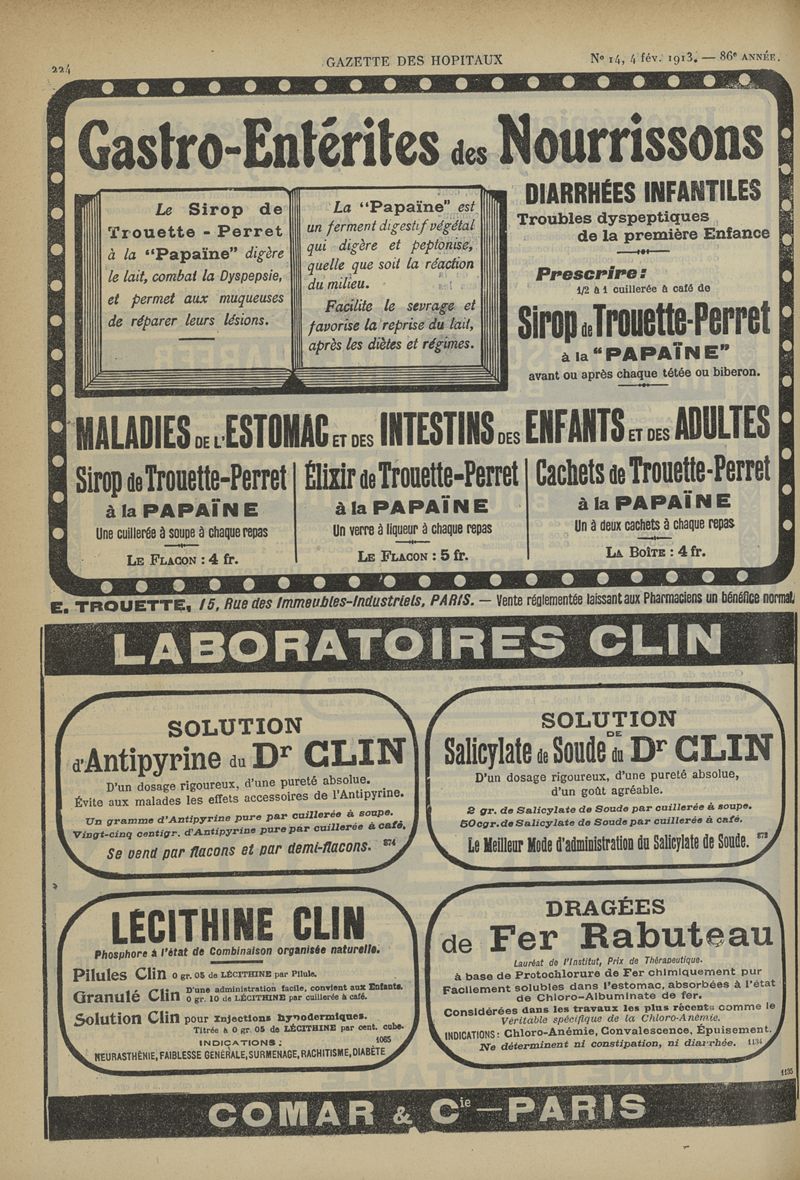 224
GAZETTE DES HOPITAUX
Nº 14, 4 fév. 1913. — 86e ANNÉE.
Gastro-Entérites des Nourrissons
Le Sirop de
Trouette - Perret
à la “Papaïne” digère
le lait, combat la Dyspepsie,
et permet aux muqueuses
de réparer leurs lésions.
La “Papaïne” est
un ferment digestif végétal
qui digère et peptonise,
quelle que soit la réaction
du milieu.
Facilite le sevrage et
favorise la reprise du lait,
après les diètes et régimes.
DIARRHÉES INFANTILES
Troubles dyspeptiques
de la première Enfance
Prescrire:
1/2 à 1 cuillerée à café de
Sirop de Trouette-Perret
à la “PAPAÏNE”
avant ou après chaque tétée ou biberon.
MALADIES DE L'ESTOMAC ET DES INTESTINS DES ENFANTS ET DES ADULTES
Sirop de Trouette-Perret
à la PAPAÏNE
Une cuillerée à soupe à chaque repas
LE FLACON : 4 fr.
Élixir de Trouette-Perret
à la PAPAÏNE
Un verre à liqueur à chaque repas
LE FLACON : 5 fr.
Cachets de Trouette-Perret
à la PAPAÏNE
Un à deux cachets à chaque repas
LA BOÎTE : 4 fr.
E. TROUETTE, 15, Rue des Immeubles-Industriels, PARIS. — Vente réglementée laissant aux Pharmaciens un bénéfice normal
LABORATOIRES CLIN
SOLUTION
d'Antipyrine du Dr CLIN
D'un dosage rigoureux, d'une pureté absolue.
Évite aux malades les effets accessoires de l'Antipyrine.
Un gramme d'Antipyrine pure par cuillerée à soupe.
Vingt-cinq centigr. d'Antipyrine pure par cuillerée à café.
Se vend par flacons et par demi-flacons. 874
SOLUTION
DE
Salicylate de Soude du Dr CLIN
D'un dosage rigoureux, d'une pureté absolue,
d'un goût agréable.
2 gr. de Salicylate de Soude par cuillerée à soupe.
50 cgr. de Salicylate de Soude par cuillerée à café.
Le Meilleur Mode d'administration du Salicylate de Soude. 873
LÉCITHINE CLIN
Phosphore à l'état de Combinaison organisée naturelle.
Pilules Clin 0 gr. 05 de LÉCITHINE par Pilule.
Granulé Clin D'une administration facile, convient aux Enfants.
0 gr. 10 de LÉCITHINE par cuillerée à café.
Solution Clin pour Injections hypodermiques.
Titrée à 0 gr. 05 de LÉCITHINE par cent. cube.
INDICATIONS : 1065
NEURASTHÉNIE, FAIBLESSE GÉNÉRALE, SURMENAGE, RACHITISME, DIABÈTE
DRAGÉES
de Fer Rabuteau
Lauréat de l'Institut, Prix de Thérapeutique.
à base de Protochlorure de Fer chimiquement pur
Facilement solubles dans l'estomac, absorbées à l'état
de Chloro-Albuminate de fer.
Considérées dans les travaux les plus récents comme le
Véritable spécifique de la Chloro-Anémie.
INDICATIONS : Chloro-Anémie, Convalescence, Épuisement.
Ne déterminent ni constipation, ni diarrhée. 1134
1135
COMAR & Cie — PARIS